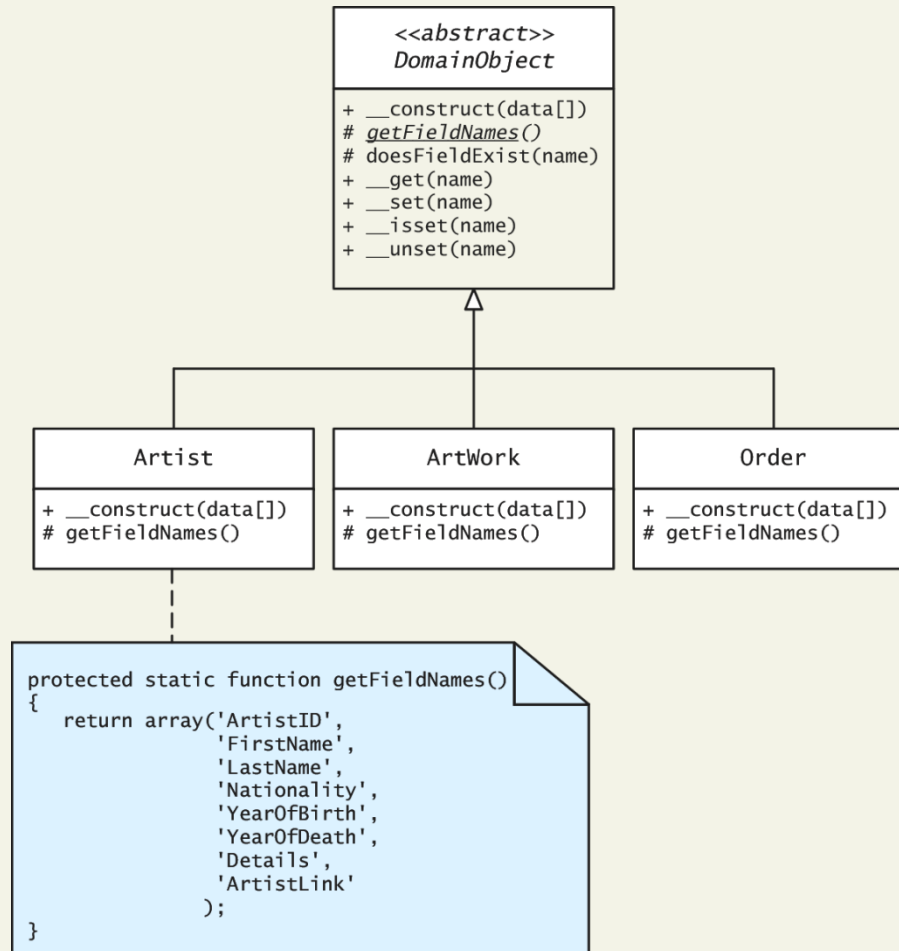 <<abstract>>
DomainObject
+ __construct(data[])
# getFieldNames()
# doesFieldExist(name)
+ __get(name)
+ __set(name)
+ __isset(name)
+ __unset(name)
Artist
+ __construct(data[])
# getFieldNames()
ArtWork
+ __construct(data[])
# getFieldNames()
Order
+ __construct(data[])
# getFieldNames()
protected static function getFieldNames()
{
return array('ArtistID',
'FirstName',
'LastName',
'Nationality',
'YearOfBirth',
'YearOfDeath',
'Details',
'ArtistLink'
);
}